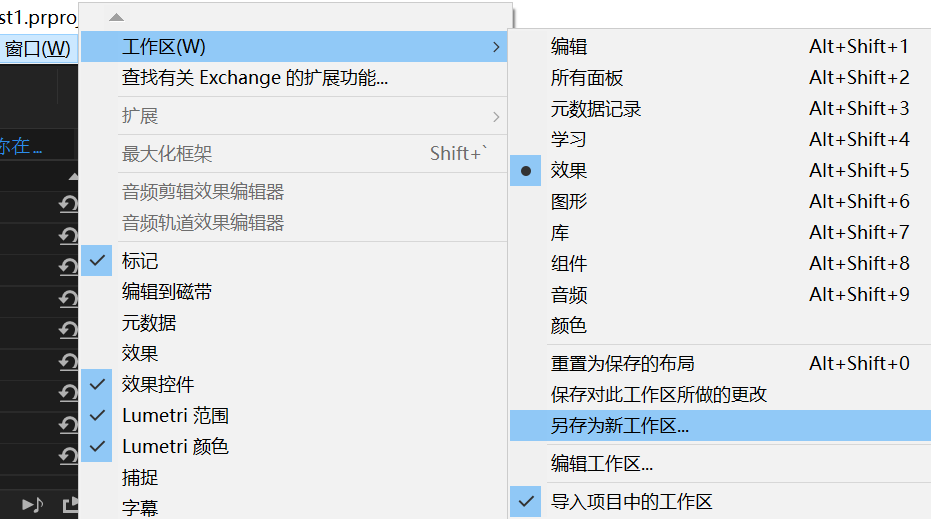 st1.prproj
窗口(W)
你在...
工作区(W)
查找有关 Exchange 的扩展功能...
扩展
最大化框架 Shift+`
音频剪辑效果编辑器
音频轨道效果编辑器
标记
编辑到磁带
元数据
效果
效果控件
Lumetri 范围
Lumetri 颜色
捕捉
字幕
编辑 Alt+Shift+1
所有面板 Alt+Shift+2
元数据记录 Alt+Shift+3
学习 Alt+Shift+4
效果 Alt+Shift+5
图形 Alt+Shift+6
库 Alt+Shift+7
组件 Alt+Shift+8
音频 Alt+Shift+9
颜色
重置为保存的布局 Alt+Shift+0
保存对此工作区所做的更改
另存为新工作区...
编辑工作区...
导入项目中的工作区